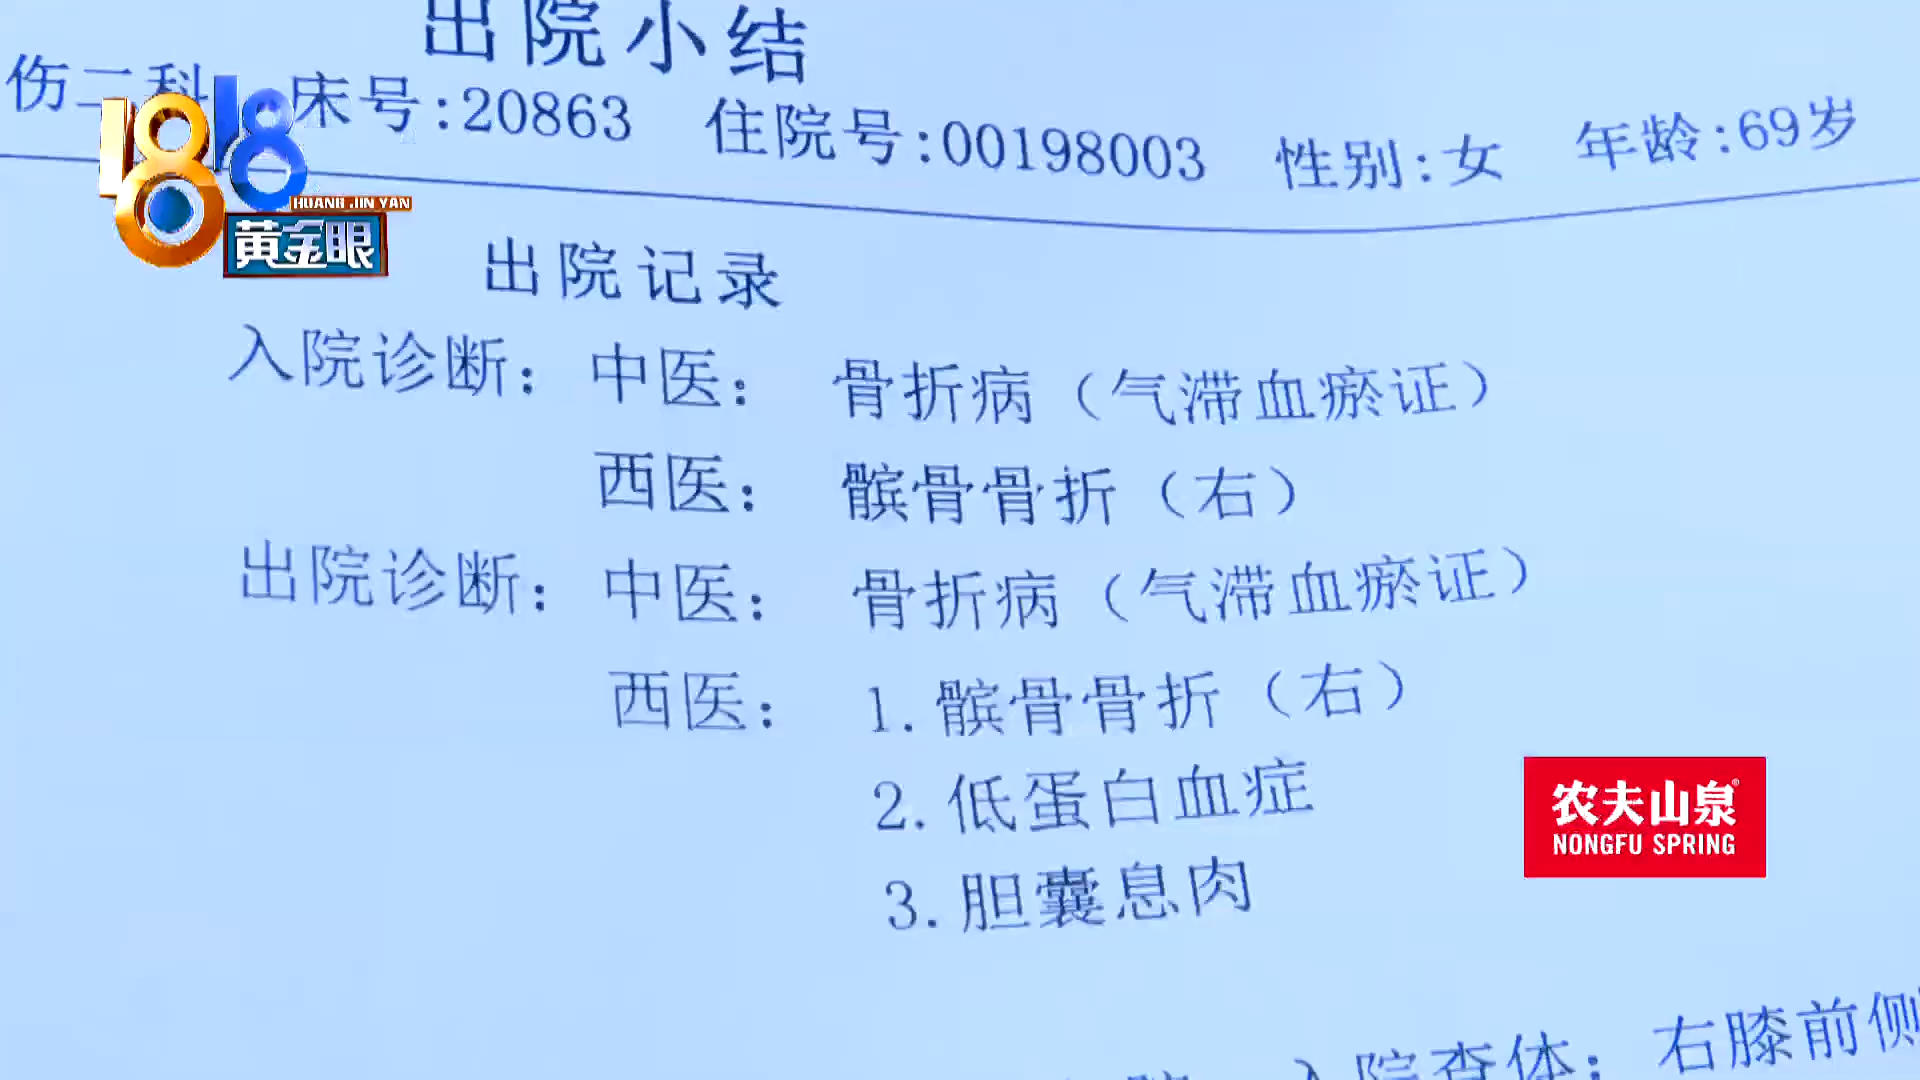 出院小结
伤二科 床号:20863 住院号:00198003 性别:女 年龄:69岁
1818
HUANG JIN YAN
黄金眼
出院记录
入院诊断: 中医: 骨折病(气滞血瘀证)
西医: 髌骨骨折(右)
出院诊断: 中医: 骨折病(气滞血瘀证)
西医: 1.髌骨骨折(右)
2.低蛋白血症
3.胆囊息肉
农夫山泉®
NONGFU SPRING
入院查体: 右膝前侧